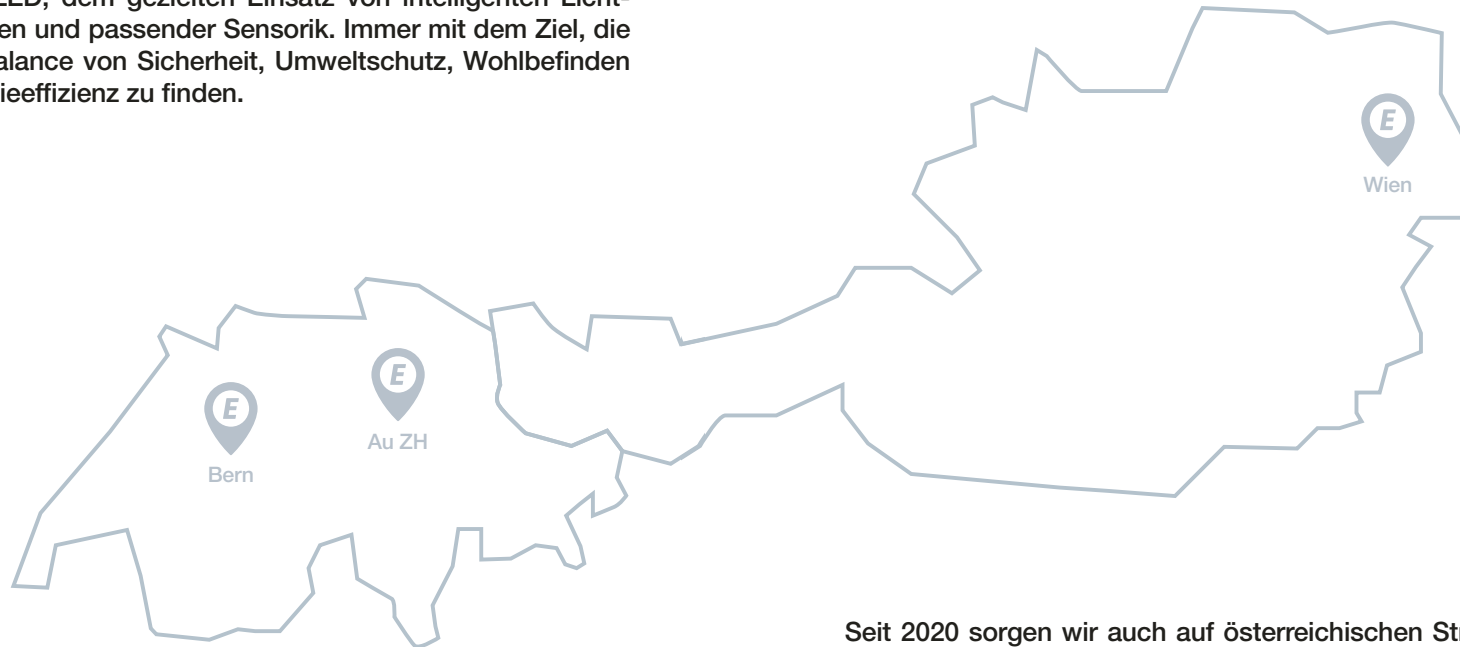 LED, dem gezielten Einsatz von intelligenten Licht-
en und passender Sensorik. Immer mit dem Ziel, die
alance von Sicherheit, Umweltschutz, Wohlbefinden
ieeffizienz zu finden.
E
Wien
E
Au ZH
E
Bern
Seit 2020 sorgen wir auch auf österreichischen Str